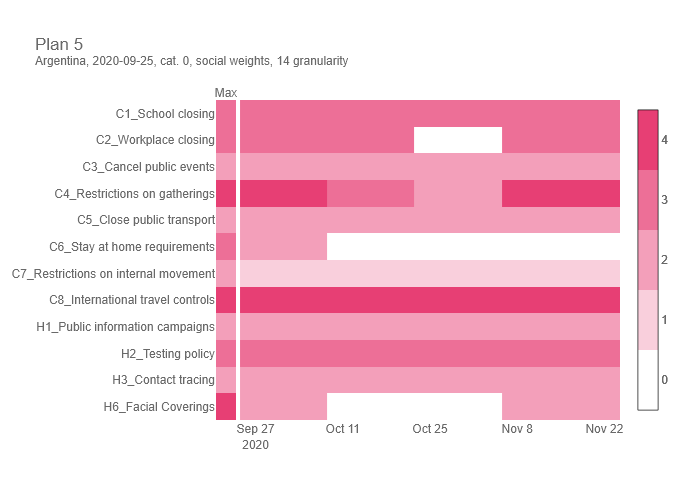 Plan 5
Argentina, 2020-09-25, cat. 0, social weights, 14 granularity
Max
C1_School closing
C2_Workplace closing
C3_Cancel public events
C4_Restrictions on gatherings
C5_Close public transport
C6_Stay at home requirements
C7_Restrictions on internal movement
C8_International travel controls
H1_Public information campaigns
H2_Testing policy
H3_Contact tracing
H6_Facial Coverings
Sep 27 Oct 11 Oct 25 Nov 8 Nov 22
2020
4
3
2
1
0